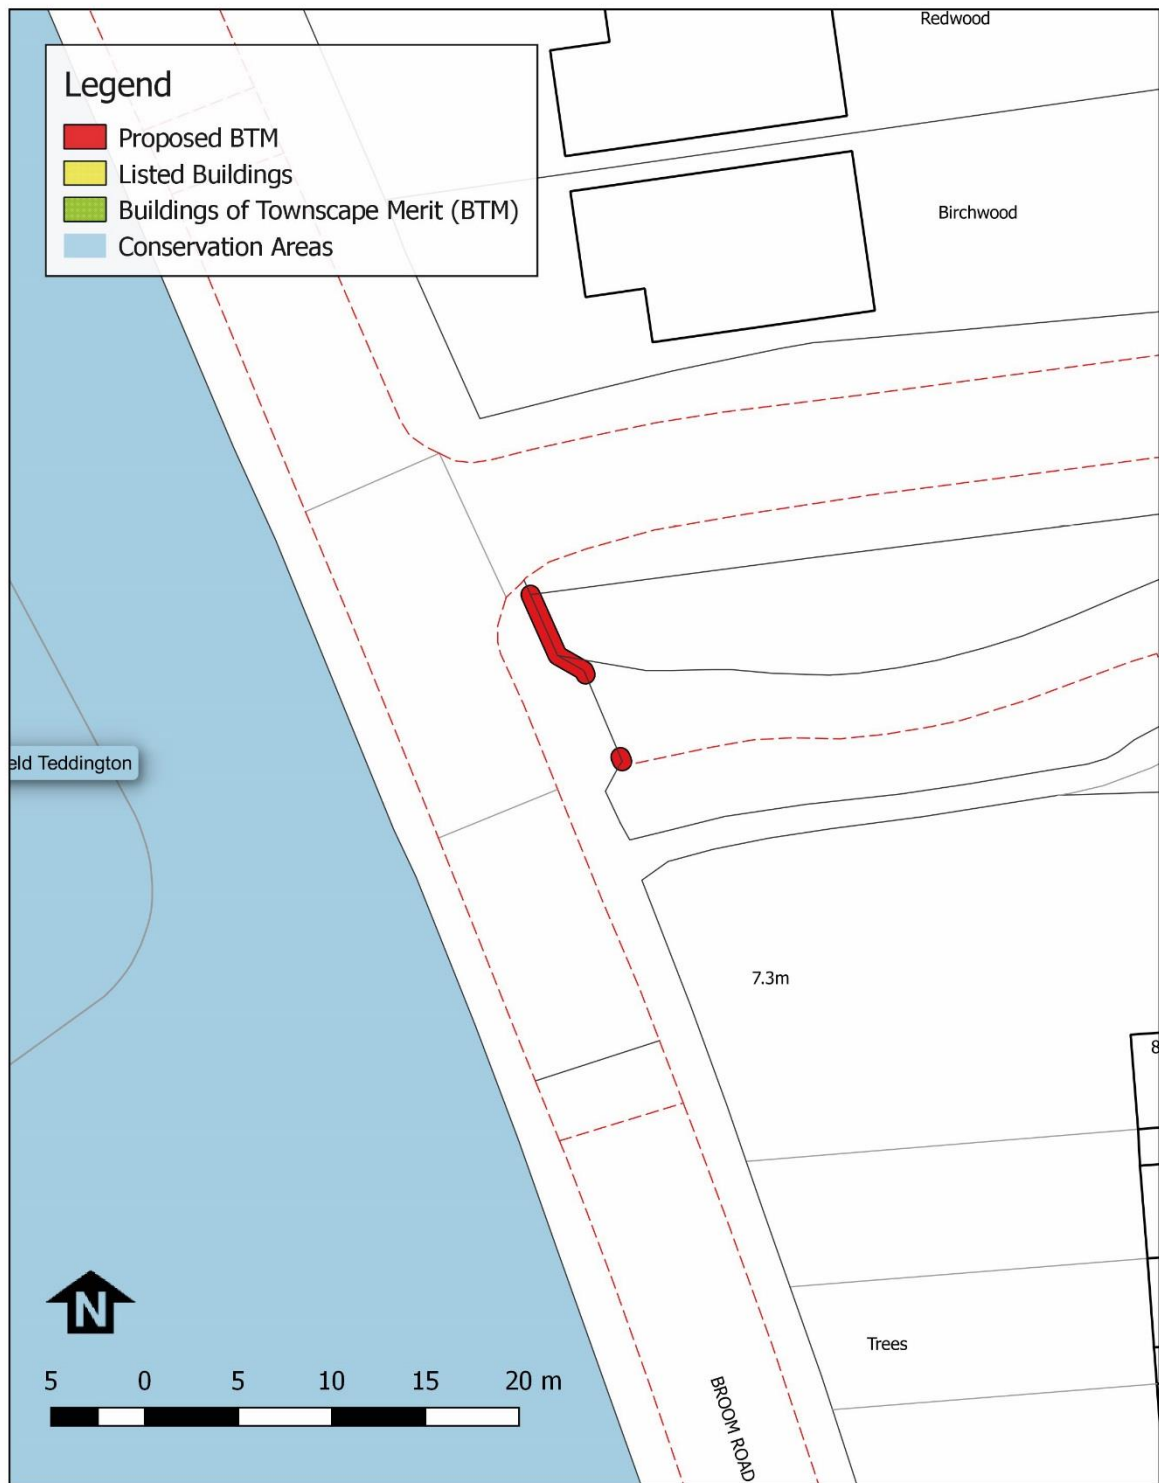 Redwood
Legend
Proposed BTM
Listed Buildings
Buildings of Townscape Merit (BTM)
Conservation Areas
Birchwood
eld Teddington
7.3m
8
Trees
N
5 0 5 10 15 20 m
BROOM ROAD